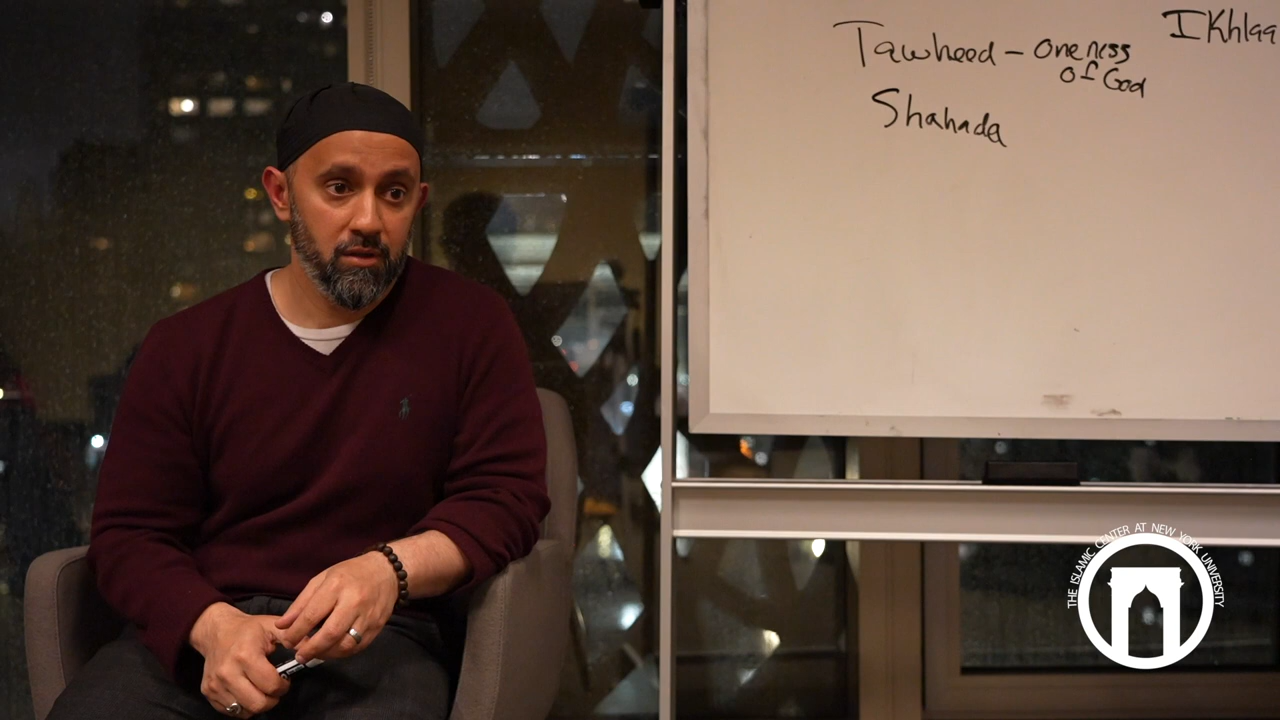 Tawheed – Oneness
of God
Shahada
IKhlaa
THE ISLAMIC CENTER AT NEW YORK UNIVERSITY